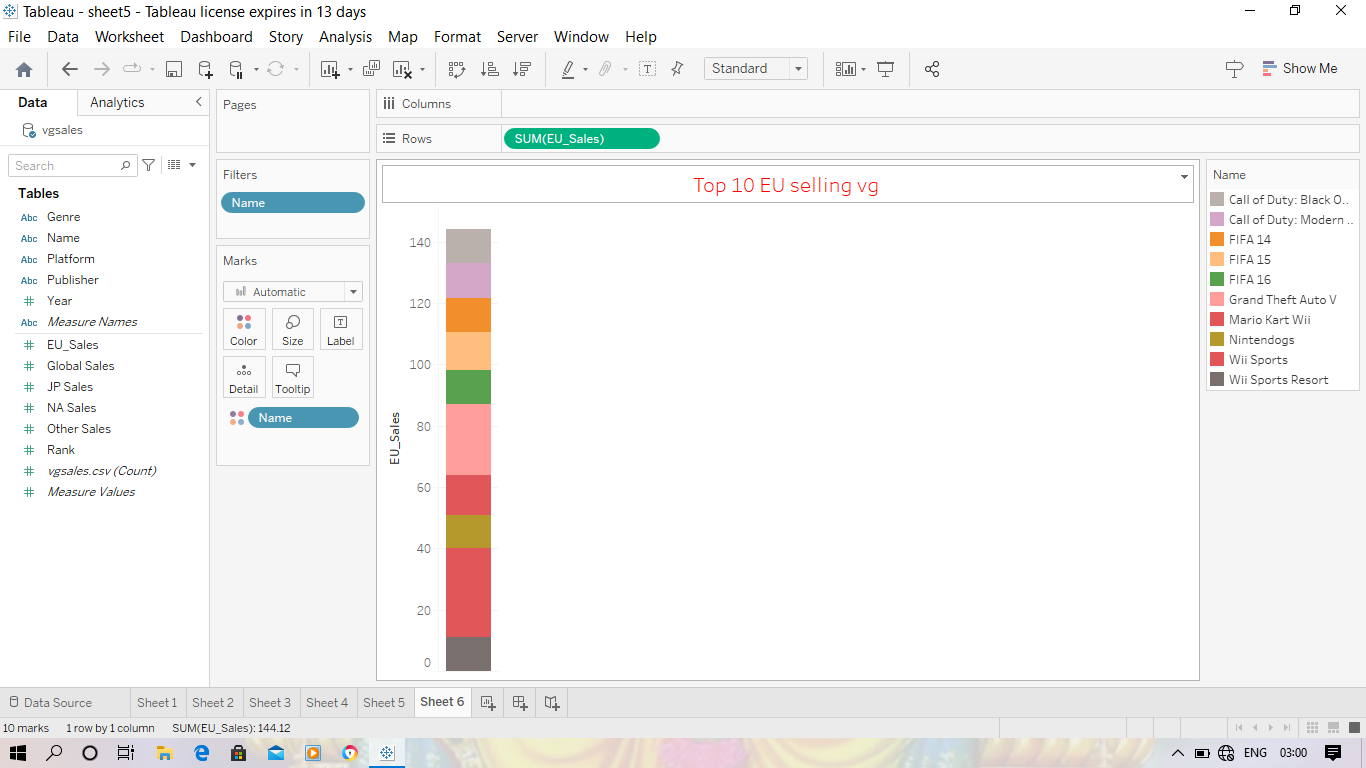 Tableau - sheet5 - Tableau license expires in 13 days
File Data Worksheet Dashboard Story Analysis Map Format Server Window Help
Standard
Show Me
Data Analytics
vgsales
Search
Tables
Abc Genre
Abc Name
Abc Platform
Abc Publisher
# Year
Abc Measure Names
# EU_Sales
# Global Sales
# JP Sales
# NA Sales
# Other Sales
# Rank
# vgsales.csv (Count)
# Measure Values
Pages
Filters
Name
Marks
Automatic
Color Size Label
Detail Tooltip
Name
Columns
Rows SUM(EU_Sales)
Top 10 EU selling vg
EU_Sales
140
120
100
80
60
40
20
0
Name
Call of Duty: Black O..
Call of Duty: Modern ..
FIFA 14
FIFA 15
FIFA 16
Grand Theft Auto V
Mario Kart Wii
Nintendogs
Wii Sports
Wii Sports Resort
Data Source Sheet 1 Sheet 2 Sheet 3 Sheet 4 Sheet 5 Sheet 6
10 marks 1 row by 1 column SUM(EU_Sales): 144.12
ENG 03:00